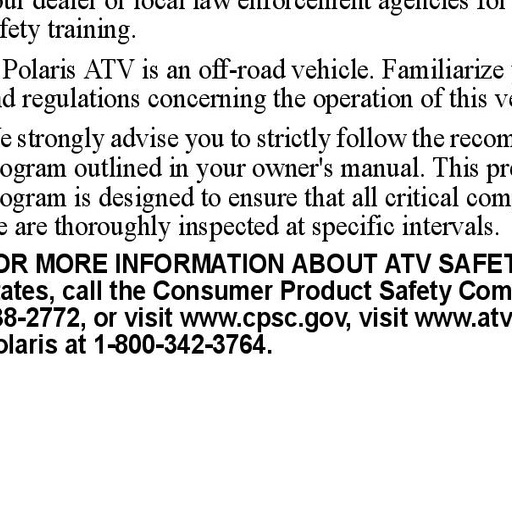 our dealer or local law enforcement agencies for
fety training.
Polaris ATV is an off-road vehicle. Familiarize
d regulations concerning the operation of this ve
e strongly advise you to strictly follow the recom
ogram outlined in your owner's manual. This pr
ogram is designed to ensure that all critical com
e are thoroughly inspected at specific intervals.
OR MORE INFORMATION ABOUT ATV SAFET
tates, call the Consumer Product Safety Com
38-2772, or visit www.cpsc.gov, visit www.atv
olaris at 1-800-342-3764.